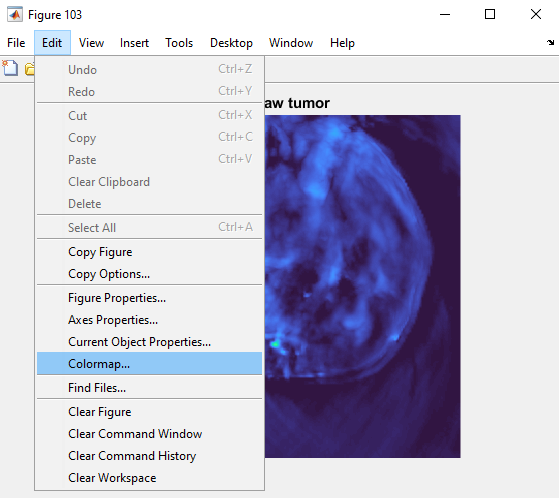 Figure 103
File Edit View Insert Tools Desktop Window Help
Undo Ctrl+Z
Redo Ctrl+Y
Cut Ctrl+X
Copy Ctrl+C
Paste Ctrl+V
Clear Clipboard
Delete
Select All Ctrl+A
Copy Figure
Copy Options...
Figure Properties...
Axes Properties...
Current Object Properties...
Colormap...
Find Files...
Clear Figure
Clear Command Window
Clear Command History
Clear Workspace
aw tumor